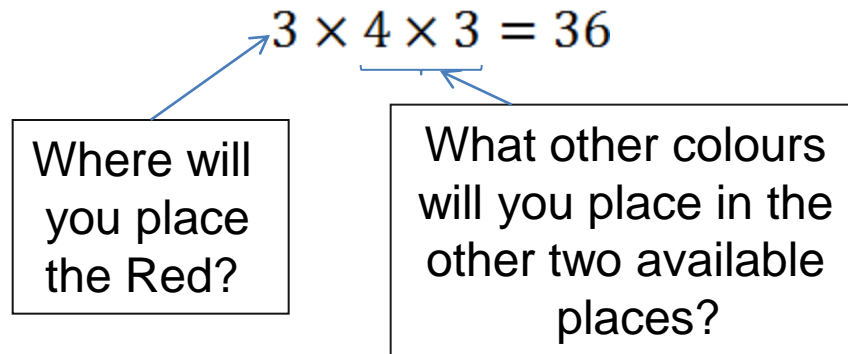 3 × 4 × 3 = 36
Where will
you place
the Red?
What other colours
will you place in the
other two available
places?